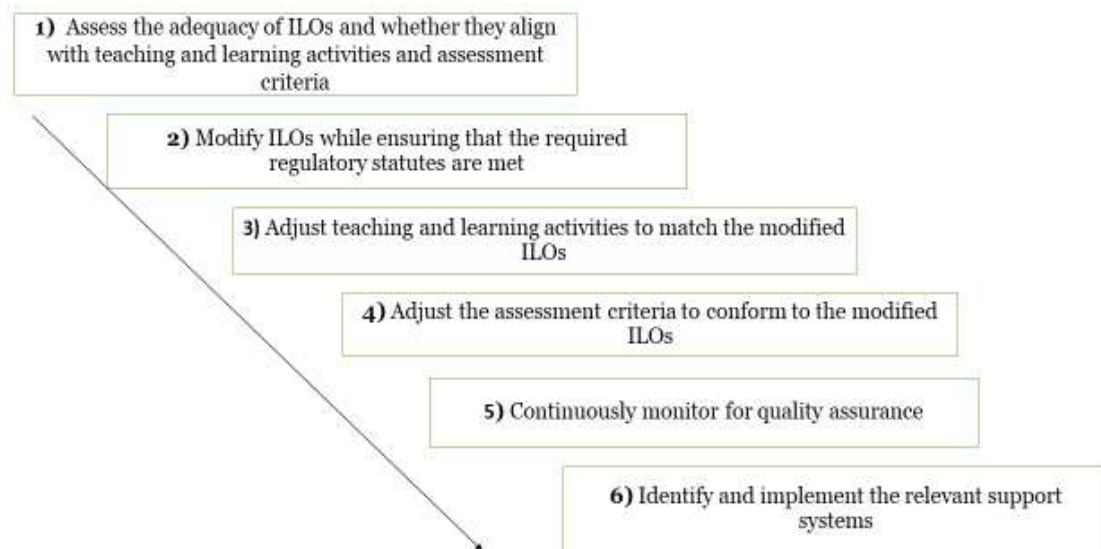 1) Assess the adequacy of ILOs and whether they align
with teaching and learning activities and assessment
criteria
2) Modify ILOs while ensuring that the required
regulatory statutes are met
3) Adjust teaching and learning activities to match the modified
ILOs
4) Adjust the assessment criteria to conform to the modified
ILOs
5) Continuously monitor for quality assurance
6) Identify and implement the relevant support
systems